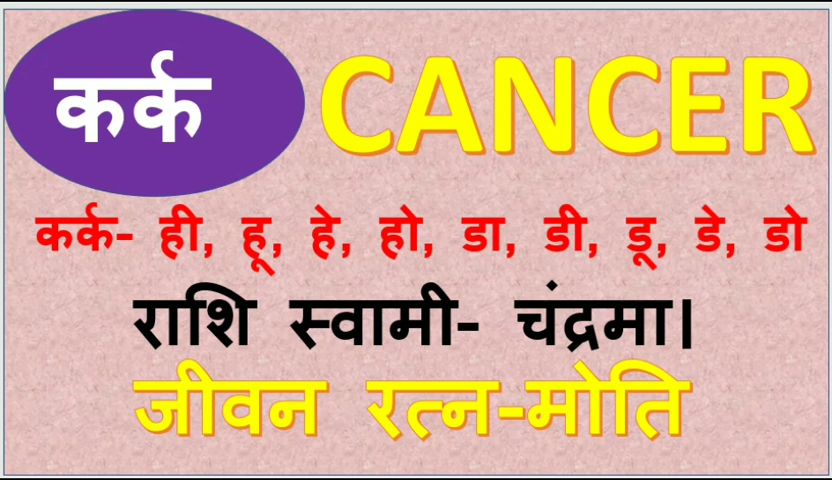 कर्क CANCER
कर्क- ही, हू, हे, हो, डा, डी, डू, डे, डो
राशि स्वामी- चंद्रमा।
जीवन रत्न-मोति